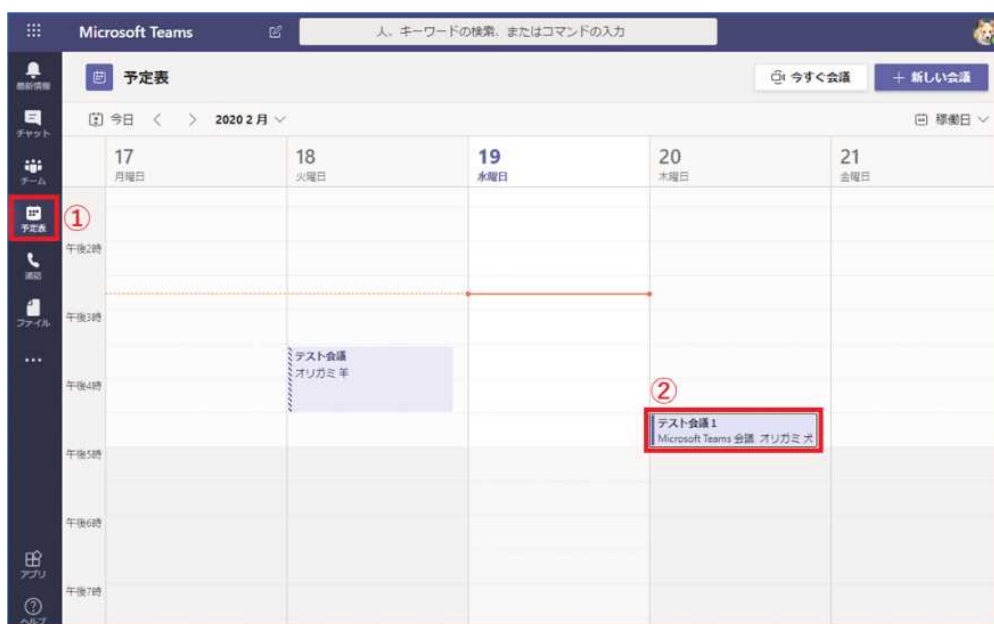 Microsoft Teams
人、キーワードの検索、またはコマンドの入力
最新情報
チャット
チーム
予定表
通話
ファイル
アプリ
ヘルプ
予定表
今すぐ会議
+ 新しい会議
今日
2020 2 月
稼働日
17
月曜日
18
火曜日
19
水曜日
20
木曜日
21
金曜日
①
午後2時
午後3時
テスト会議
オリガミ 羊
午後4時
②
テスト会議 1
Microsoft Teams 会議 オリガミ 犬
午後5時
午後6時
午後7時